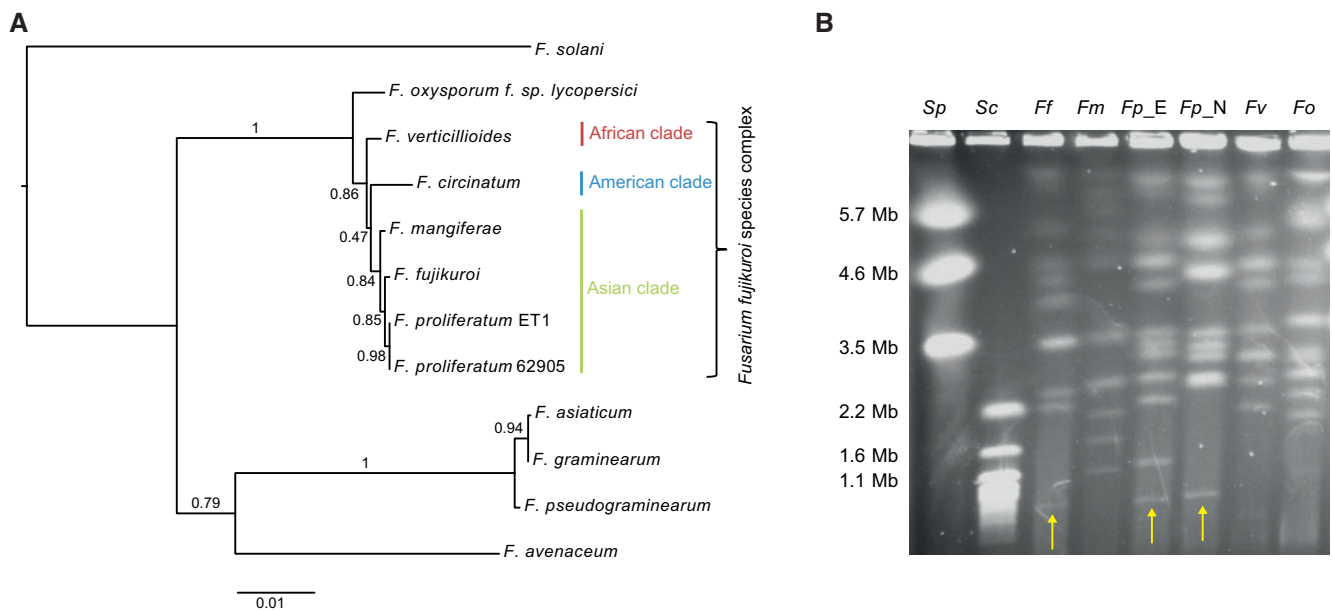 A
F. solani
F. oxysporum f. sp. lycopersici
1
F. verticillioides
African clade
0.86
F. circinatum
American clade
0.47
F. mangiferae
0.84
F. fujikuroi
Asian clade
0.85
F. proliferatum ET1
0.98
F. proliferatum 62905
Fusarium fujikuroi species complex
F. asiaticum
0.94
F. graminearum
1
F. pseudograminearum
0.79
F. avenaceum
0.01
B
Sp Sc Ff Fm Fp_E Fp_N Fv Fo
5.7 Mb
4.6 Mb
3.5 Mb
2.2 Mb
1.6 Mb
1.1 Mb